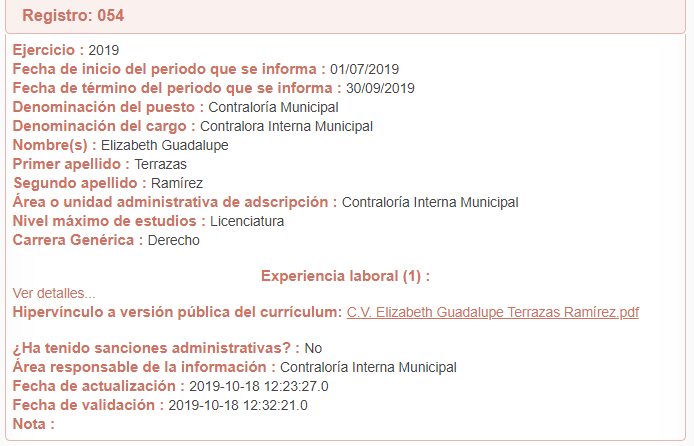 Registro: 054
Ejercicio : 2019
Fecha de inicio del periodo que se informa : 01/07/2019
Fecha de término del periodo que se informa : 30/09/2019
Denominación del puesto : Contraloría Municipal
Denominación del cargo : Contralora Interna Municipal
Nombre(s) : Elizabeth Guadalupe
Primer apellido : Terrazas
Segundo apellido : Ramírez
Área o unidad administrativa de adscripción : Contraloría Interna Municipal
Nivel máximo de estudios : Licenciatura
Carrera Genérica : Derecho
Experiencia laboral (1) :
Ver detalles...
Hipervínculo a versión pública del currículum: C.V. Elizabeth Guadalupe Terrazas Ramírez.pdf
¿Ha tenido sanciones administrativas? : No
Área responsable de la información : Contraloría Interna Municipal
Fecha de actualización : 2019-10-18 12:23:27.0
Fecha de validación : 2019-10-18 12:32:21.0
Nota :